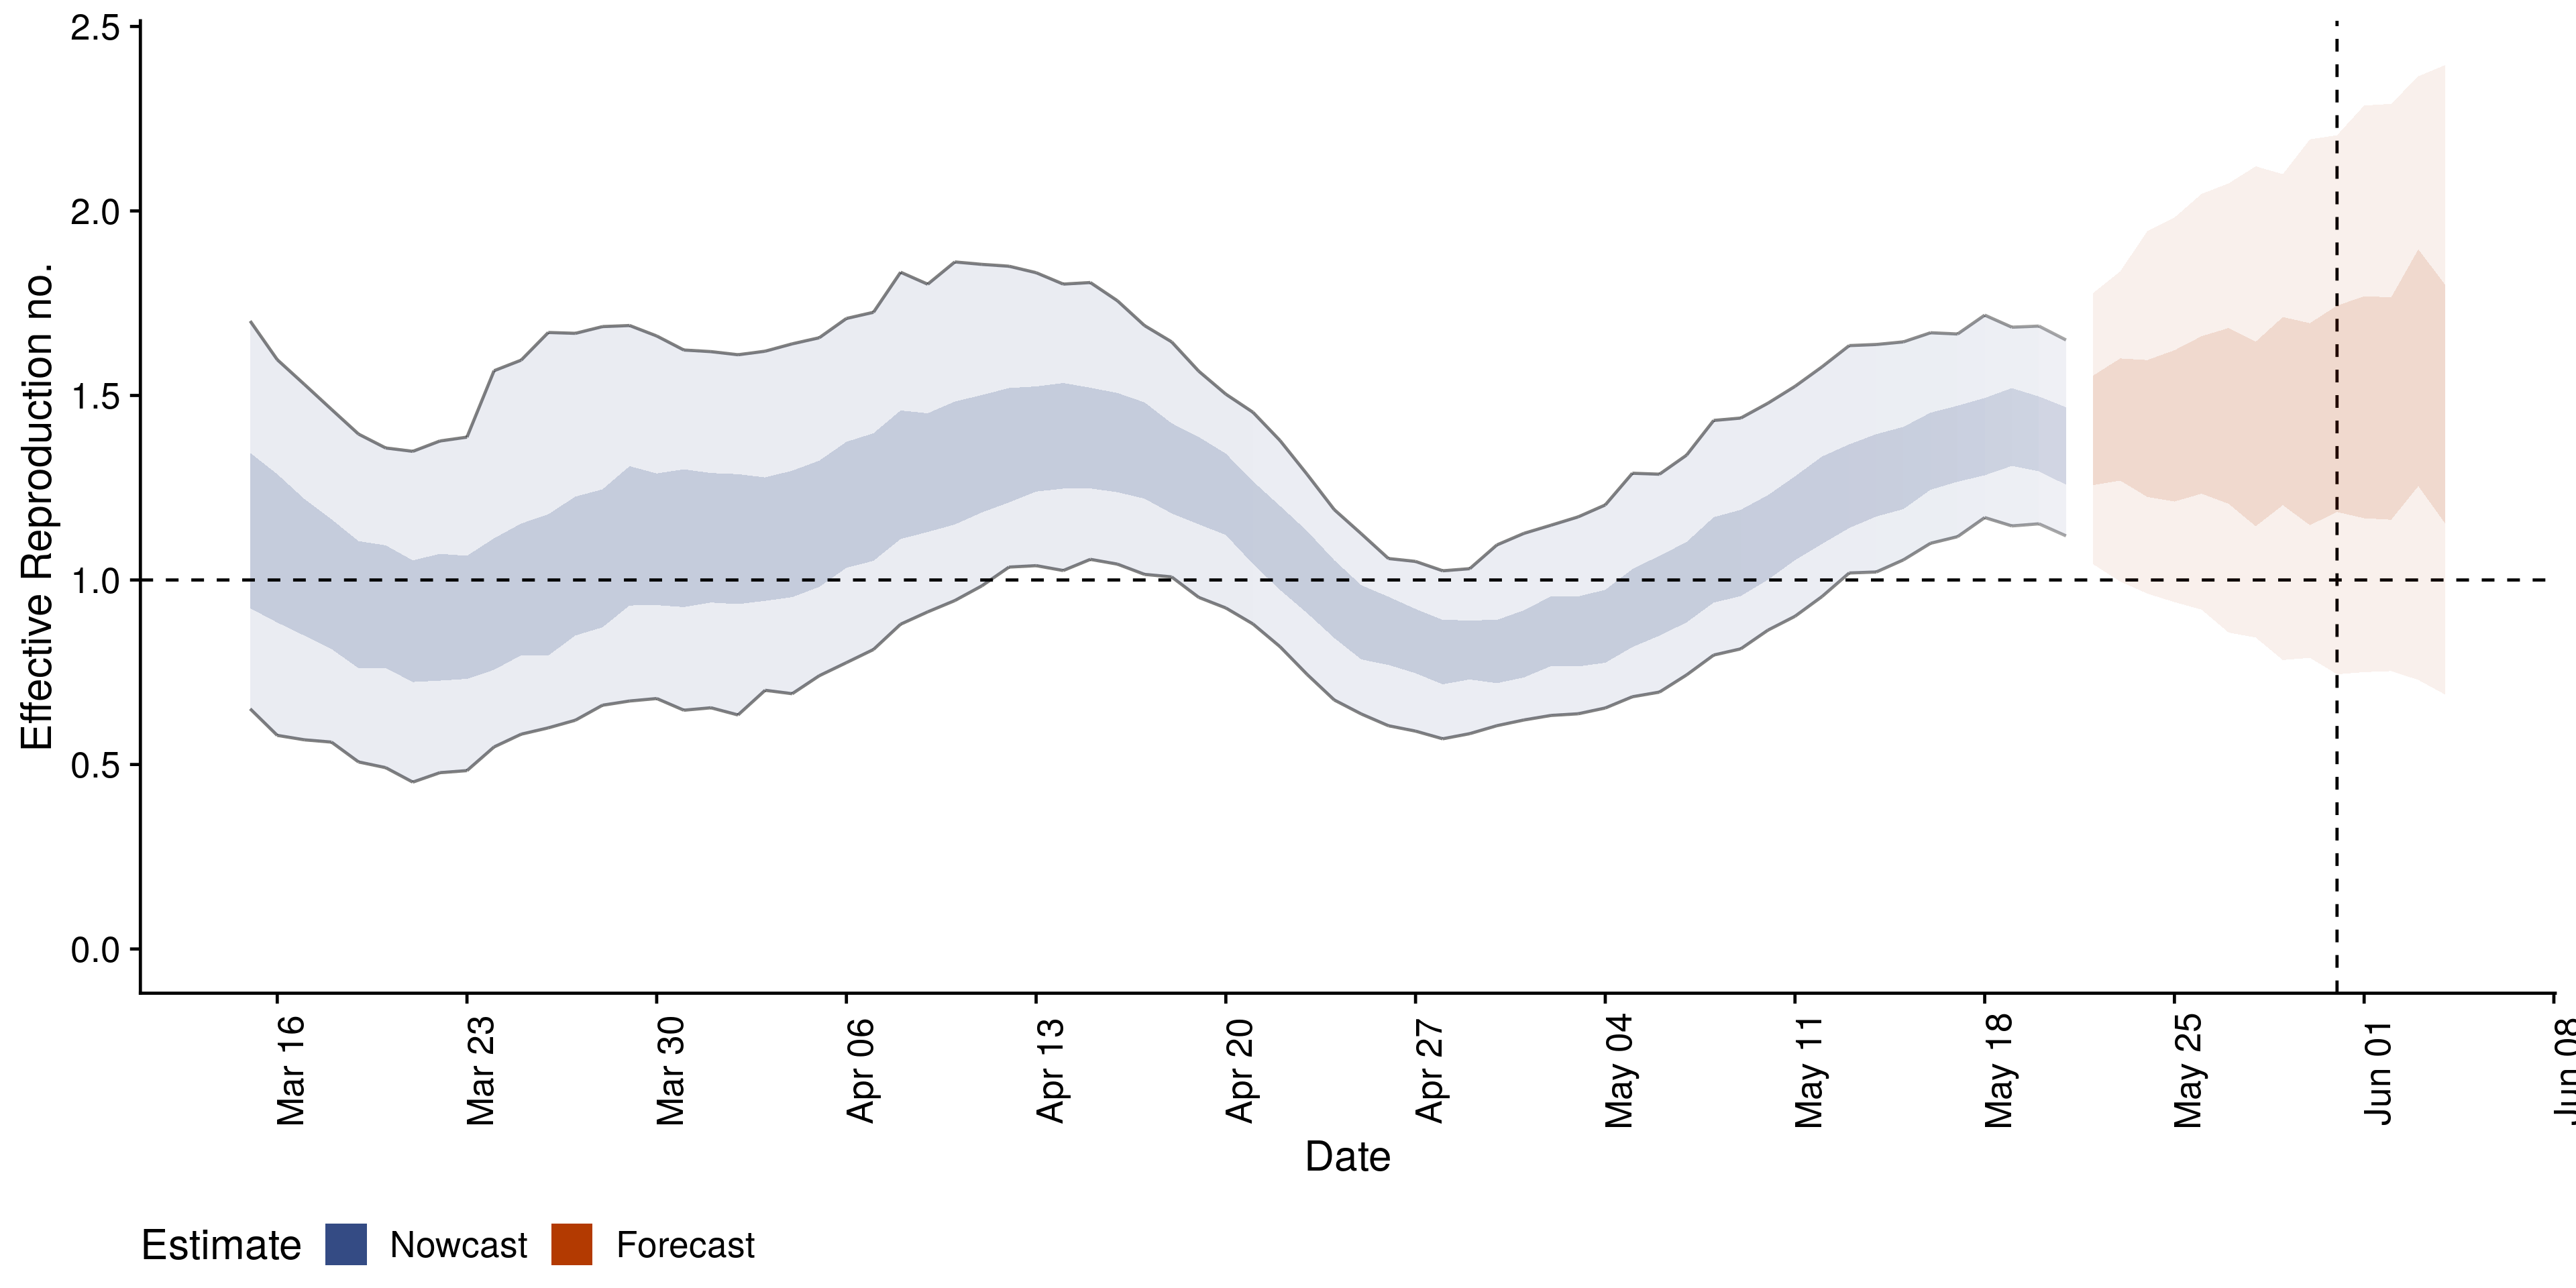 Effective Reproduction no.
2.5
2.0
1.5
1.0
0.5
0.0
Mar 16
Mar 23
Mar 30
Apr 06
Apr 13
Apr 20
Apr 27
May 04
May 11
May 18
May 25
Jun 01
Jun 08
Date
Estimate Nowcast Forecast